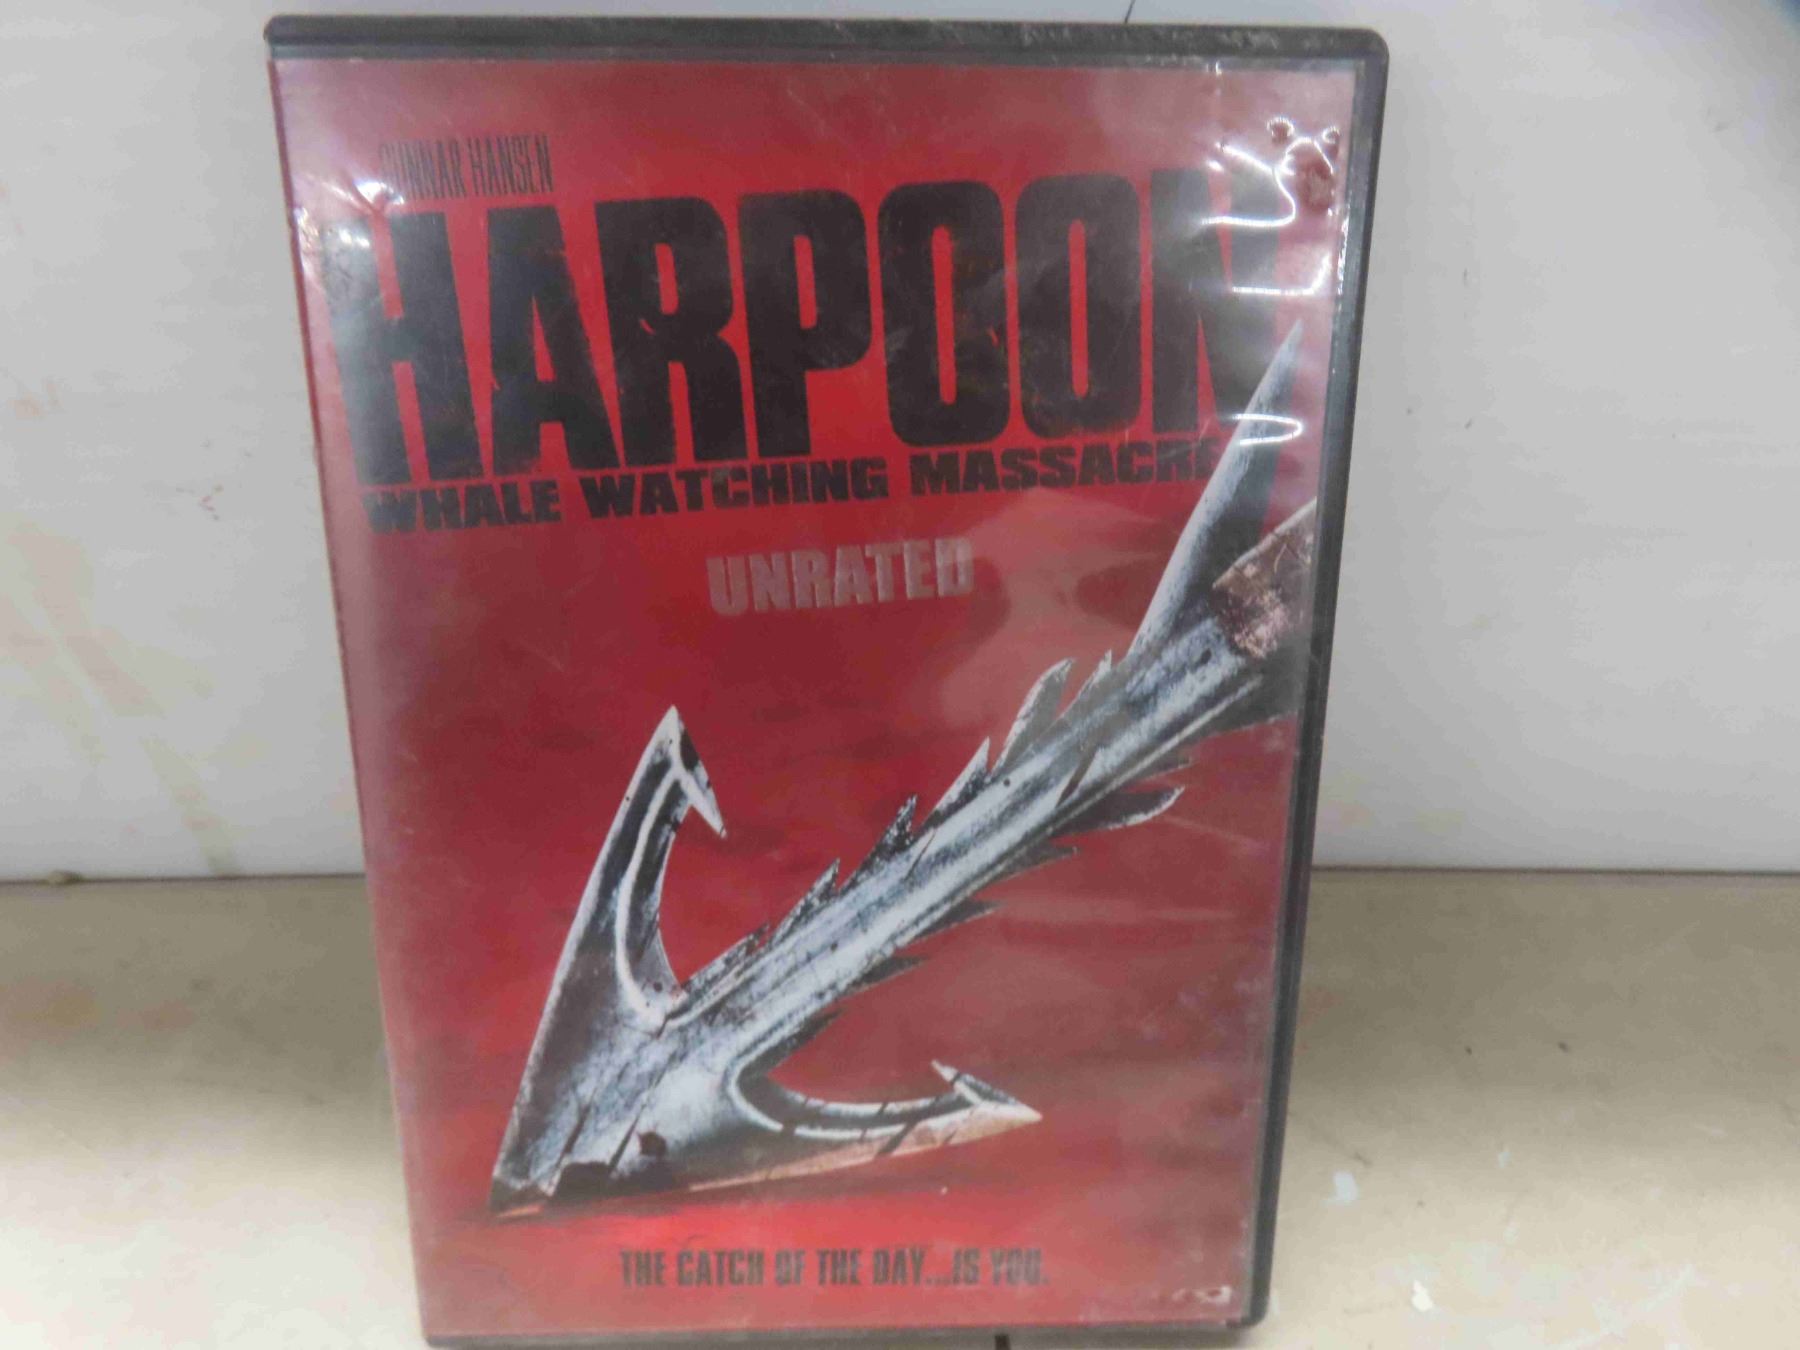 GUNNAR HANSEN
HARPOON
WHALE WATCHING MASSACRE
UNRATED
THE CATCH OF THE DAY...IS YOU.